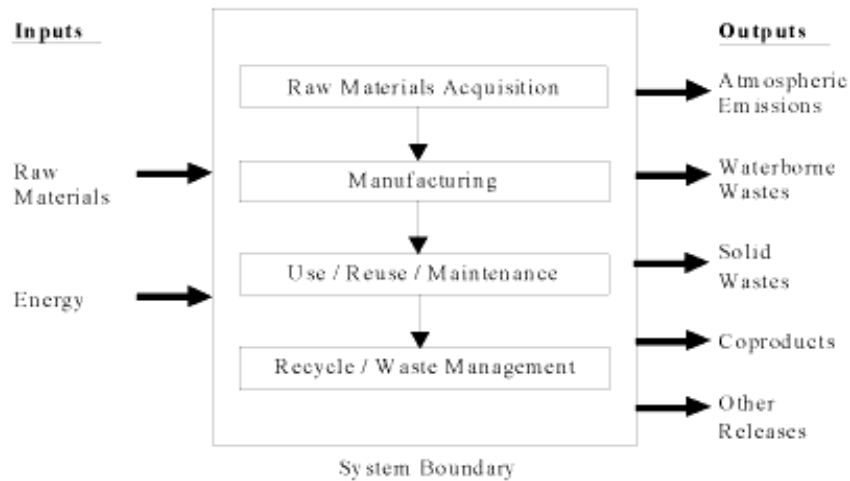 Inputs
Raw
Materials
Energy
Raw Materials Acquisition
Manufacturing
Use / Reuse / Maintenance
Recycle / Waste Management
System Boundary
Outputs
Atmospheric
Emissions
Waterborne
Wastes
Solid
Wastes
Coproducts
Other
Releases